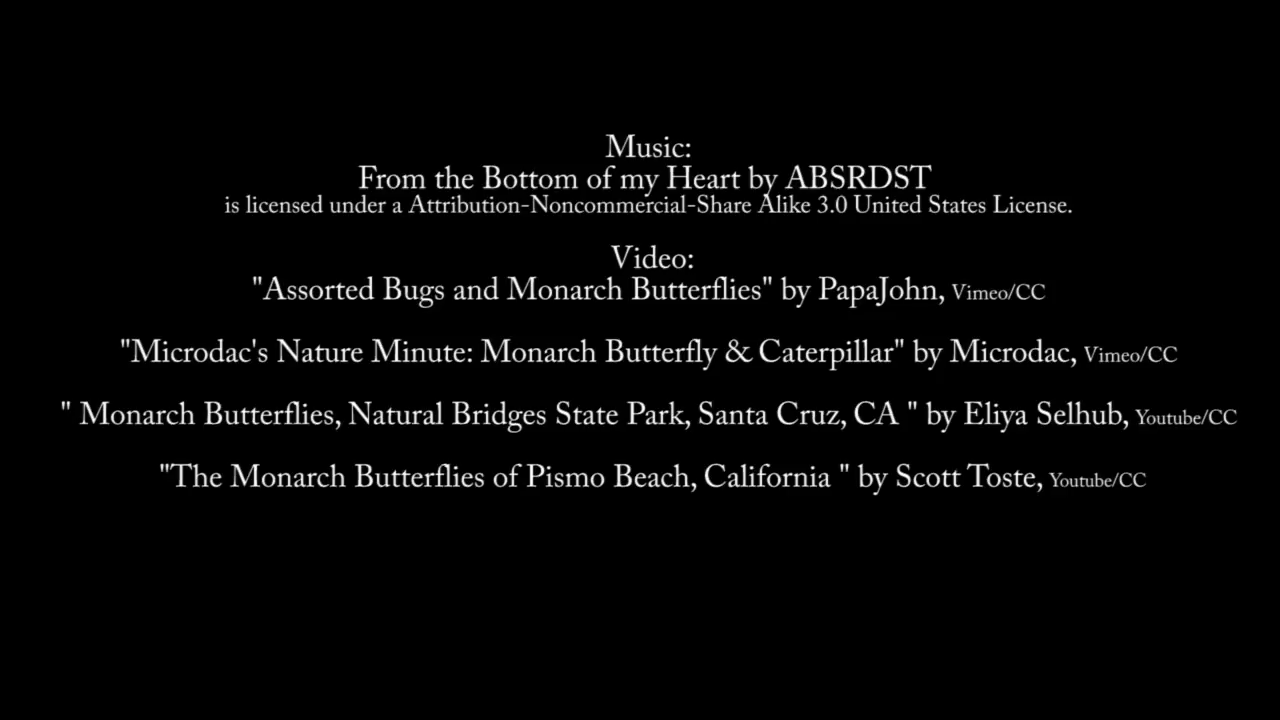 Music:
From the Bottom of my Heart by ABSRDST
is licensed under a Attribution-Noncommercial-Share Alike 3.0 United States License.
Video:
"Assorted Bugs and Monarch Butterflies" by PapaJohn, Vimeo/CC
"Microdac's Nature Minute: Monarch Butterfly & Caterpillar" by Microdac, Vimeo/CC
" Monarch Butterflies, Natural Bridges State Park, Santa Cruz, CA " by Eliya Selhub, Youtube/CC
"The Monarch Butterflies of Pismo Beach, California " by Scott Toste, Youtube/CC